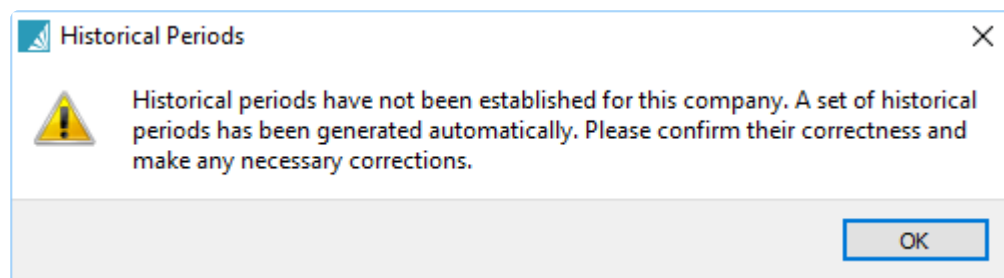 Historical Periods
Historical periods have not been established for this company. A set of historical
periods has been generated automatically. Please confirm their correctness and
make any necessary corrections.
OK